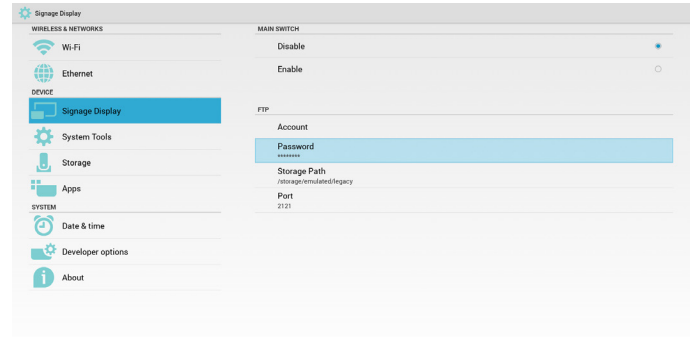 Signage Display
WIRELESS & NETWORKS
Wi-Fi
Ethernet
DEVICE
Signage Display
System Tools
Storage
Apps
SYSTEM
Date & time
Developer options
About
MAIN SWITCH
Disable
Enable
FTP
Account
Password
********
Storage Path
/storage/emulated/legacy
Port
2121